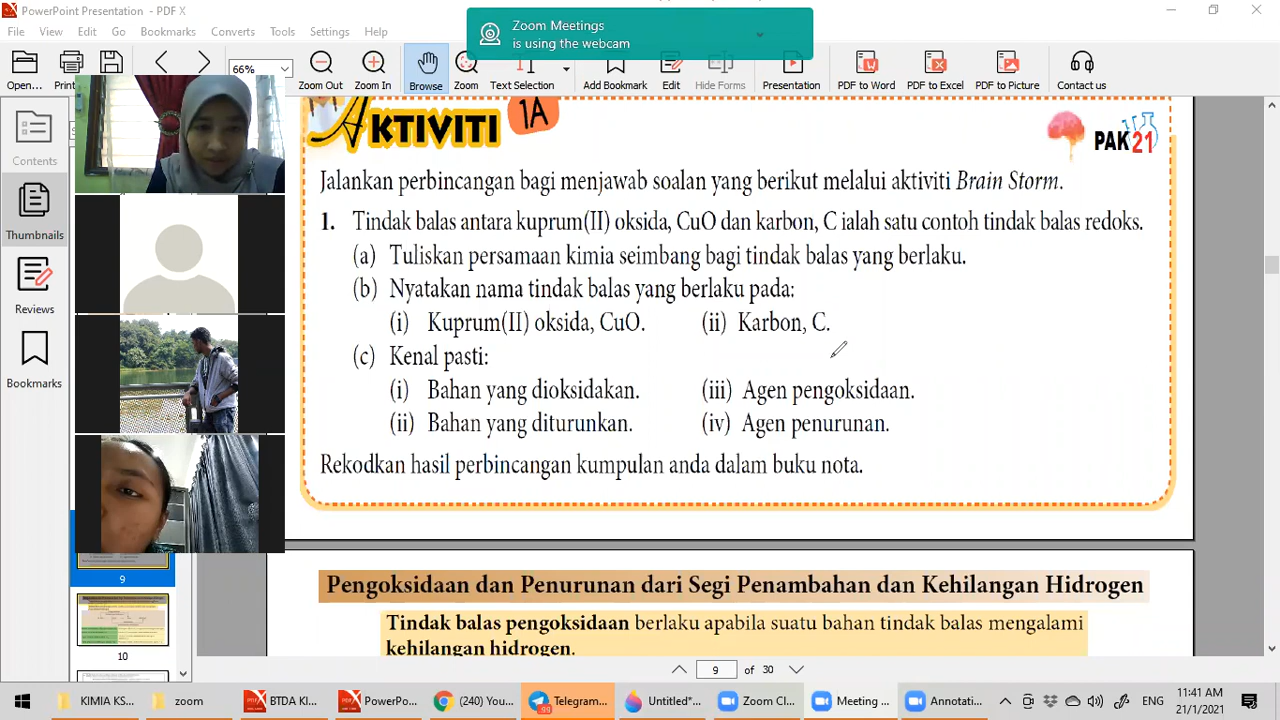 PowerPoint Presentation - PDF X
Zoom Meetings
is using the webcam
File View Edit Go Bookmarks Converts Tools Settings Help
66%
Open... Print Zoom Out Zoom In Browse Zoom Text Selection Add Bookmark Edit Hide Forms Presentation PDF to Word PDF to Excel PDF to Picture Contact us
Contents
Thumbnails
Reviews
Bookmarks
AKTIVITI 1A
PAK 21
Jalankan perbincangan bagi menjawab soalan yang berikut melalui aktiviti Brain Storm.
1. Tindak balas antara kuprum(II) oksida, CuO dan karbon, C ialah satu contoh tindak balas redoks.
(a) Tuliskan persamaan kimia seimbang bagi tindak balas yang berlaku.
(b) Nyatakan nama tindak balas yang berlaku pada:
(i) Kuprum(II) oksida, CuO. (ii) Karbon, C.
(c) Kenal pasti:
(i) Bahan yang dioksidakan. (iii) Agen pengoksidaan.
(ii) Bahan yang diturunkan. (iv) Agen penurunan.
Rekodkan hasil perbincangan kumpulan anda dalam buku nota.
Pengoksidaan dan Penurunan dari Segi Penambahan dan Kehilangan Hidrogen
Tindak balas pengoksidaan berlaku apabila suatu bahan tindak balas mengalami
kehilangan hidrogen.
9
10
9 of 30
KIMIA KS... zoom BTDA KI... PowerPo... (240) You... 99 Telegram... Untitled*... Zoom Cl... Meeting ... Annotati... ENG
11:41 AM
21/1/2021